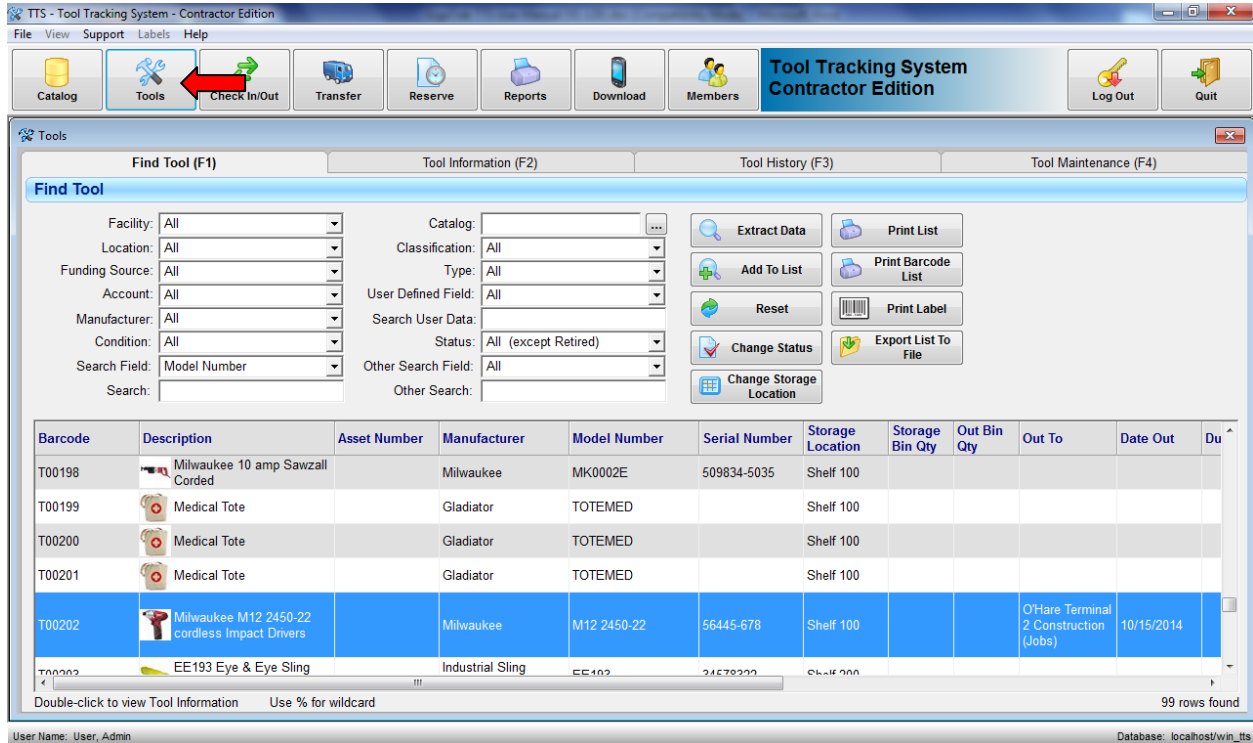 TTS - Tool Tracking System - Contractor Edition
File View Support Labels Help
Catalog Tools Check In/Out Transfer Reserve Reports Download Members
Tool Tracking System
Contractor Edition
Log Out Quit
Tools
Find Tool (F1) Tool Information (F2) Tool History (F3) Tool Maintenance (F4)
Find Tool
Facility: All Catalog: ... Extract Data Print List
Location: All Classification: All
Funding Source: All Type: All Add To List Print Barcode List
Account: All User Defined Field: All
Manufacturer: All Search User Data: Reset Print Label
Condition: All Status: All (except Retired) Change Status Export List To File
Search Field: Model Number Other Search Field: All
Search: Other Search: Change Storage Location
Barcode Description Asset Number Manufacturer Model Number Serial Number Storage Location Storage Bin Qty Out Bin Qty Out To Date Out Du
T00198 Milwaukee 10 amp Sawzall Corded Milwaukee MK0002E 509834-5035 Shelf 100
T00199 Medical Tote Gladiator TOTEMED Shelf 100
T00200 Medical Tote Gladiator TOTEMED Shelf 100
T00201 Medical Tote Gladiator TOTEMED Shelf 100
T00202 Milwaukee M12 2450-22 cordless Impact Drivers Milwaukee M12 2450-22 56445-678 Shelf 100 O'Hare Terminal 2 Construction (Jobs) 10/15/2014
T00203 EE193 Eye & Eye Sling Industrial Sling EE193 34578322 Shelf 200
Double-click to view Tool Information Use % for wildcard 99 rows found
User Name: User, Admin Database: localhost/win_tts